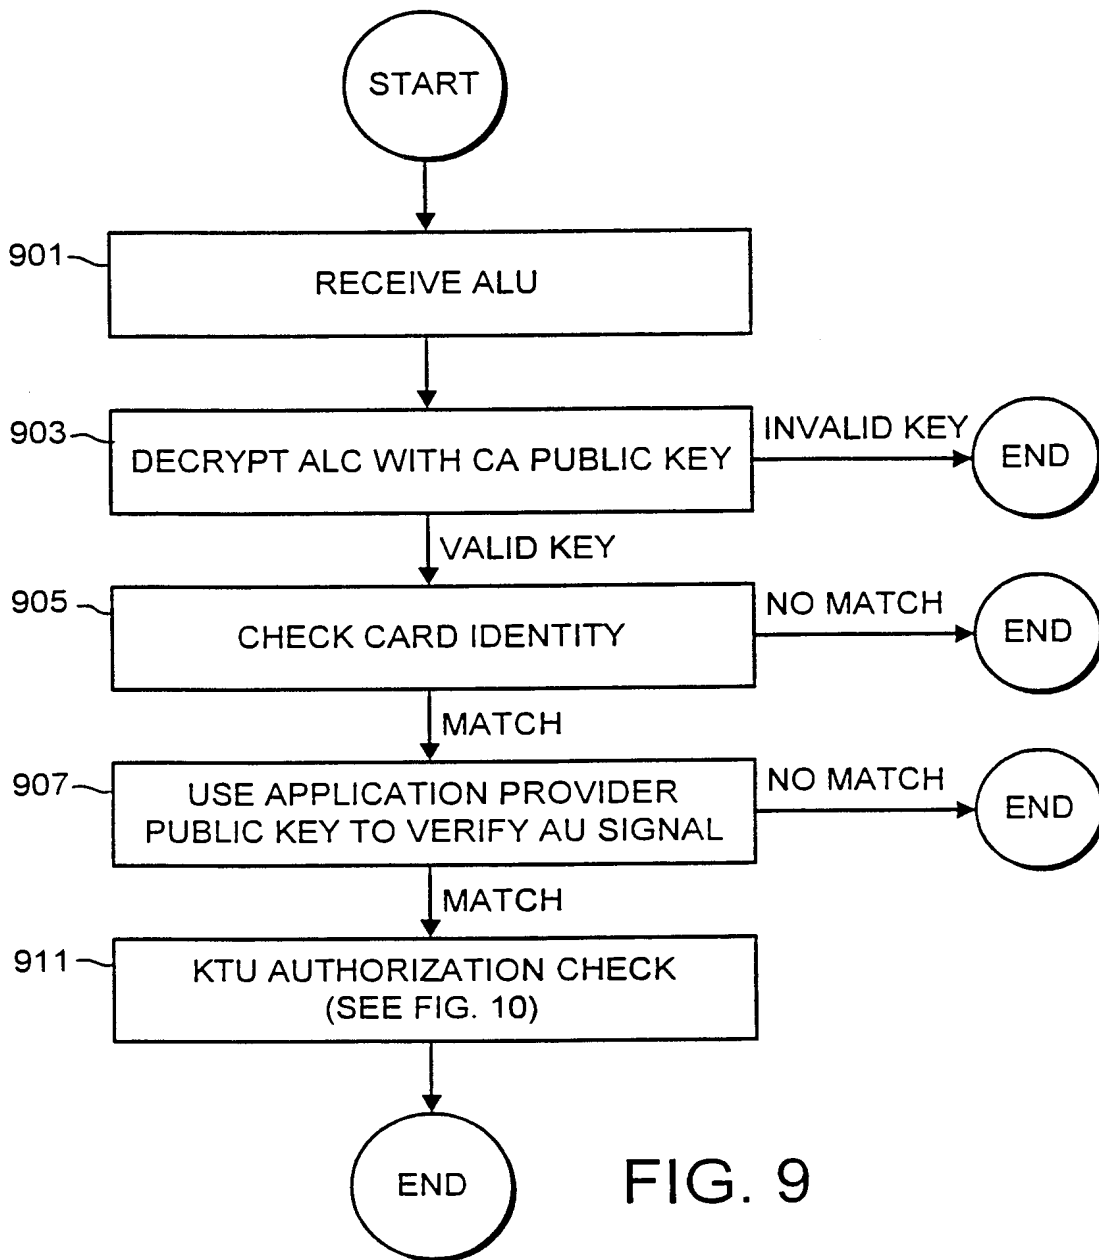 START
901
RECEIVE ALU
903
DECRYPT ALC WITH CA PUBLIC KEY
INVALID KEY
END
VALID KEY
905
CHECK CARD IDENTITY
NO MATCH
END
MATCH
907
USE APPLICATION PROVIDER
PUBLIC KEY TO VERIFY AU SIGNAL
NO MATCH
END
MATCH
911
KTU AUTHORIZATION CHECK
(SEE FIG. 10)
END
FIG. 9